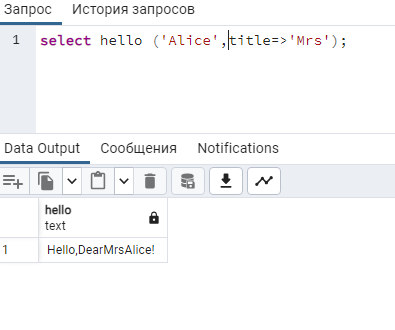 Запрос История запросов
1 select hello ('Alice',title=>'Mrs');
Data Output Сообщения Notifications
hello
text
1 Hello,DearMrsAlice!